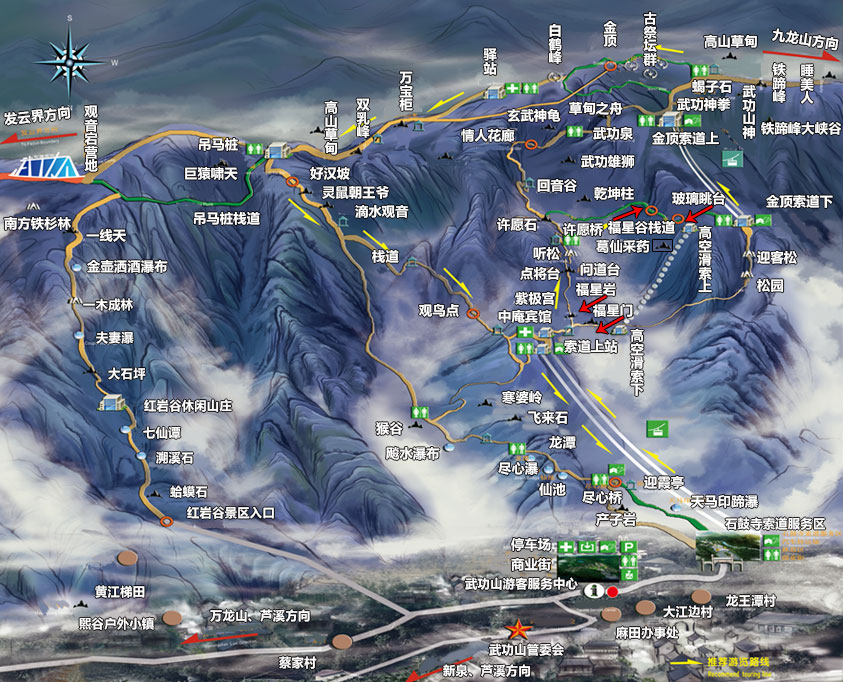 S
W
发云界方向
观音岩营地
吊马桩
巨猿啸天
吊马桩栈道
南方铁杉林
一线天
金壶洒酒瀑布
一木成林
夫妻瀑
大石坪
红岩谷休闲山庄
七仙潭
溯溪石
蛤蟆石
红岩谷景区入口
高山草甸
双乳峰
万宝柜
驿站
白鹤峰
金顶
古祭坛群
高山草甸
九龙山方向
铁蹄峰
睡美人
蝎子石
武功神拳
武功山神
铁蹄峰大峡谷
玄武神龟
草甸之舟
情人花廊
武功泉
金顶索道上
武功雄狮
好汉坡
灵鼠朝王爷
滴水观音
栈道
回音谷
乾坤柱
玻璃眺台
金顶索道下
许愿石
许愿桥
福星谷栈道
葛仙采药
高空滑索上
迎客松
松园
听松
点将台
问道台
福星岩
紫极宫
福星门
中庵宾馆
索道上站
高空滑索下
观鸟点
寒婆岭
飞来石
猴谷
飚水瀑布
龙潭
尽心瀑
仙池
尽心桥
迎霞亭
天马印蹄瀑
产子岩
石鼓寺索道服务区
停车场
P
商业街
武功山游客服务中心
i
黄江梯田
熙谷户外小镇
万龙山、芦溪方向
蔡家村
武功山管委会
新泉、芦溪方向
大江边村
龙王潭村
麻田办事处
推荐游览路线
Recommend touring